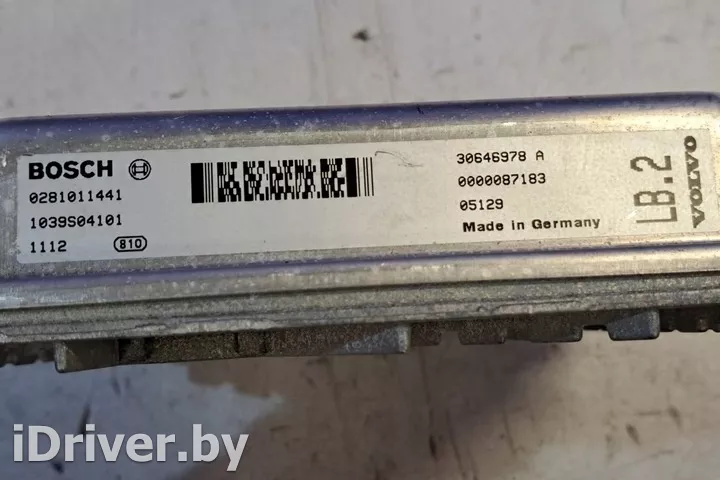 BOSCH
0281011441
1039S04101
1112 810
30646978 A
0000087183
05129
Made in Germany
LB.2
VOLVO
iDriver.by